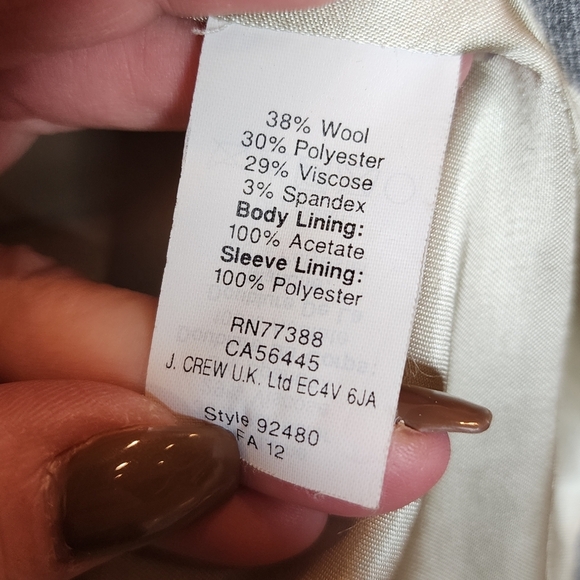 38% Wool
30% Polyester
29% Viscose
3% Spandex
Body Lining:
100% Acetate
Sleeve Lining:
100% Polyester
RN77388
CA56445
J. CREW U.K. Ltd EC4V 6JA
Style 92480
FA 12